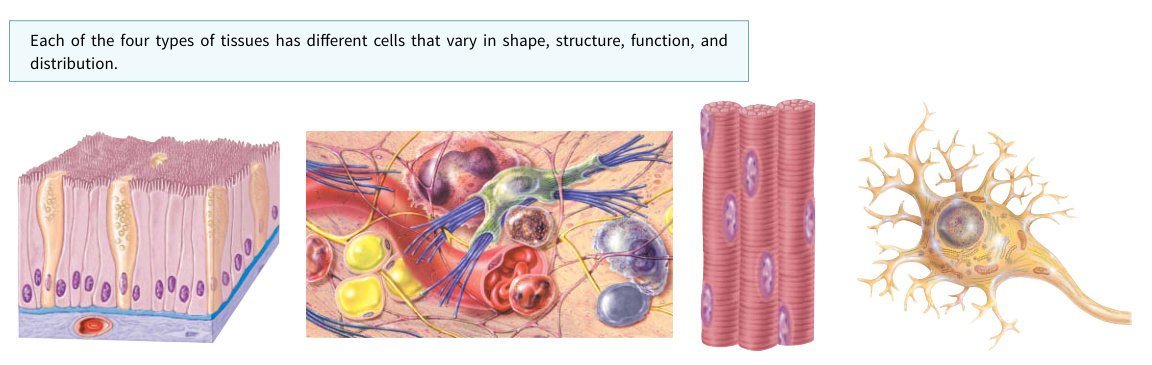 Each of the four types of tissues has different cells that vary in shape, structure, function, and
distribution.